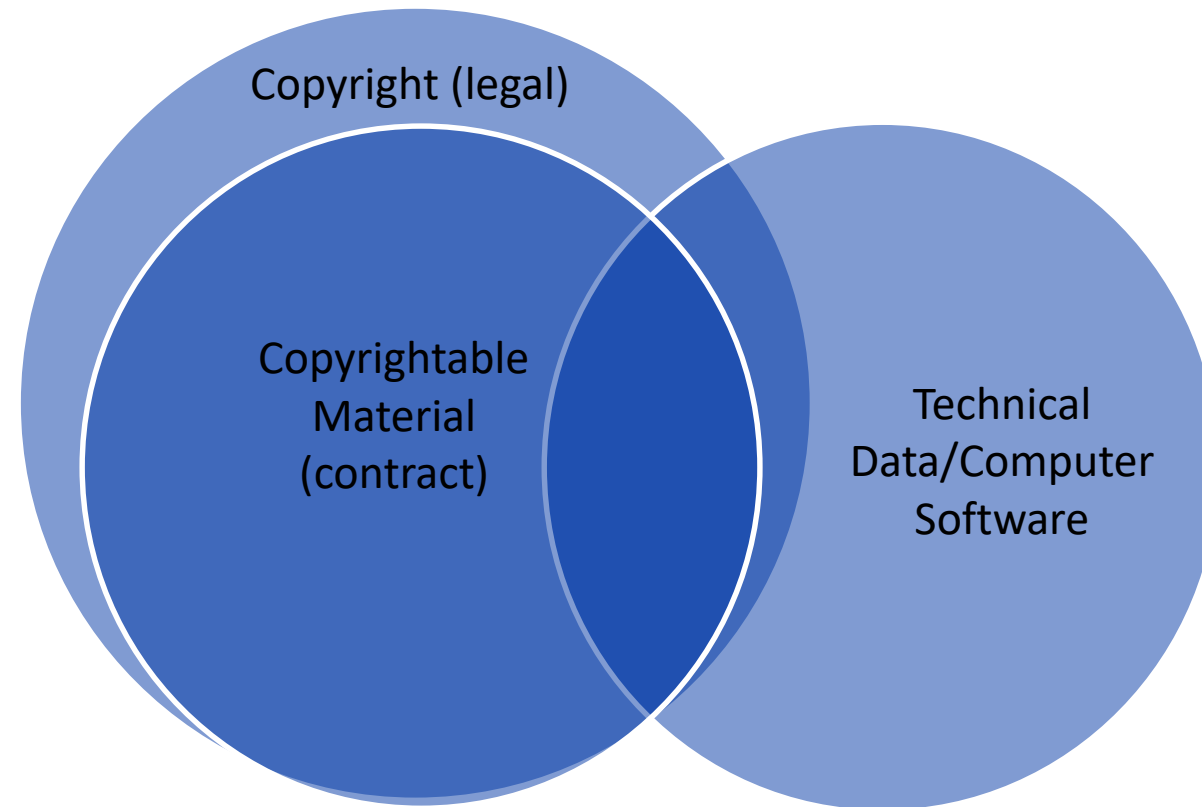 Copyright (legal)
Copyrightable
Material
(contract)
Technical
Data/Computer
Software